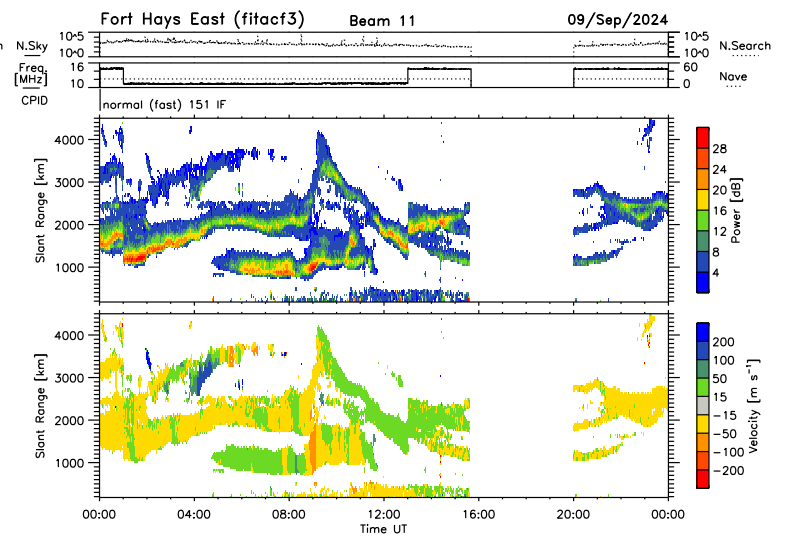 Fort Hays East (fitacf3) Beam 11 09/Sep/2024
N.Sky 10^5 10^0 10^5 10^0 N.Search
Freq. [MHz] 16 10 60 0 Nave
CPID normal (fast) 151 IF
Slant Range [km] 4000 3000 2000 1000
28 24 20 16 12 8 4 Power [dB]
Slant Range [km] 4000 3000 2000 1000
200 100 50 15 -15 -50 -100 -200 Velocity [m s⁻¹]
00:00 04:00 08:00 12:00 16:00 20:00 00:00
Time UT